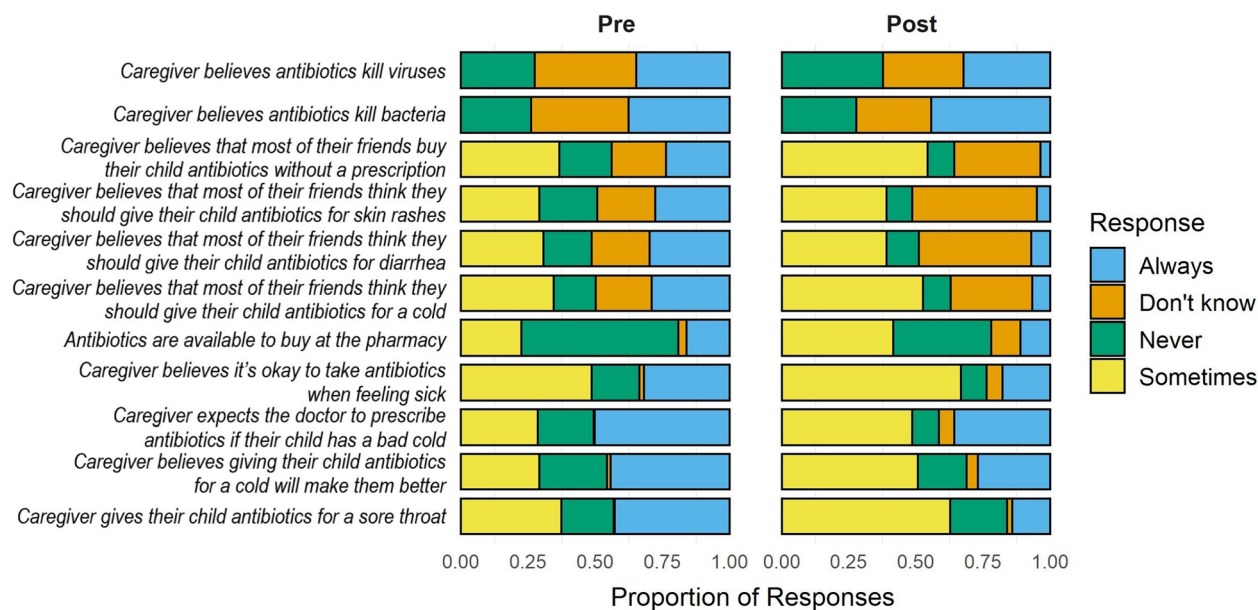 Pre
Post
Caregiver believes antibiotics kill viruses
Caregiver believes antibiotics kill bacteria
Caregiver believes that most of their friends buy
their child antibiotics without a prescription
Caregiver believes that most of their friends think they
should give their child antibiotics for skin rashes
Caregiver believes that most of their friends think they
should give their child antibiotics for diarrhea
Caregiver believes that most of their friends think they
should give their child antibiotics for a cold
Antibiotics are available to buy at the pharmacy
Caregiver believes it's okay to take antibiotics
when feeling sick
Caregiver expects the doctor to prescribe
antibiotics if their child has a bad cold
Caregiver believes giving their child antibiotics
for a cold will make them better
Caregiver gives their child antibiotics for a sore throat
0.00 0.25 0.50 0.75 1.00
0.00 0.25 0.50 0.75 1.00
Proportion of Responses
Response
Always
Don't know
Never
Sometimes